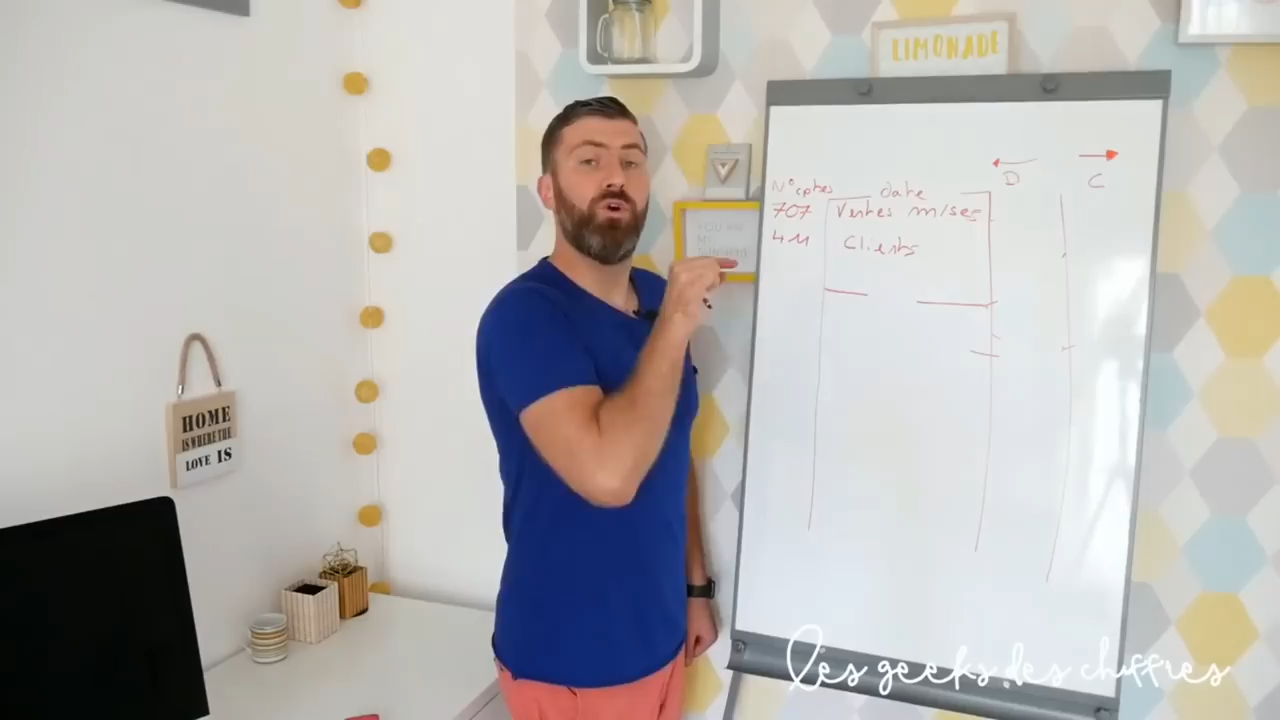 LIMONADE
D C
N° cptes date
707 Ventes m/ses
411 Clients
HOME
IS WHERE THE
LOVE IS
les geeks des chiffres